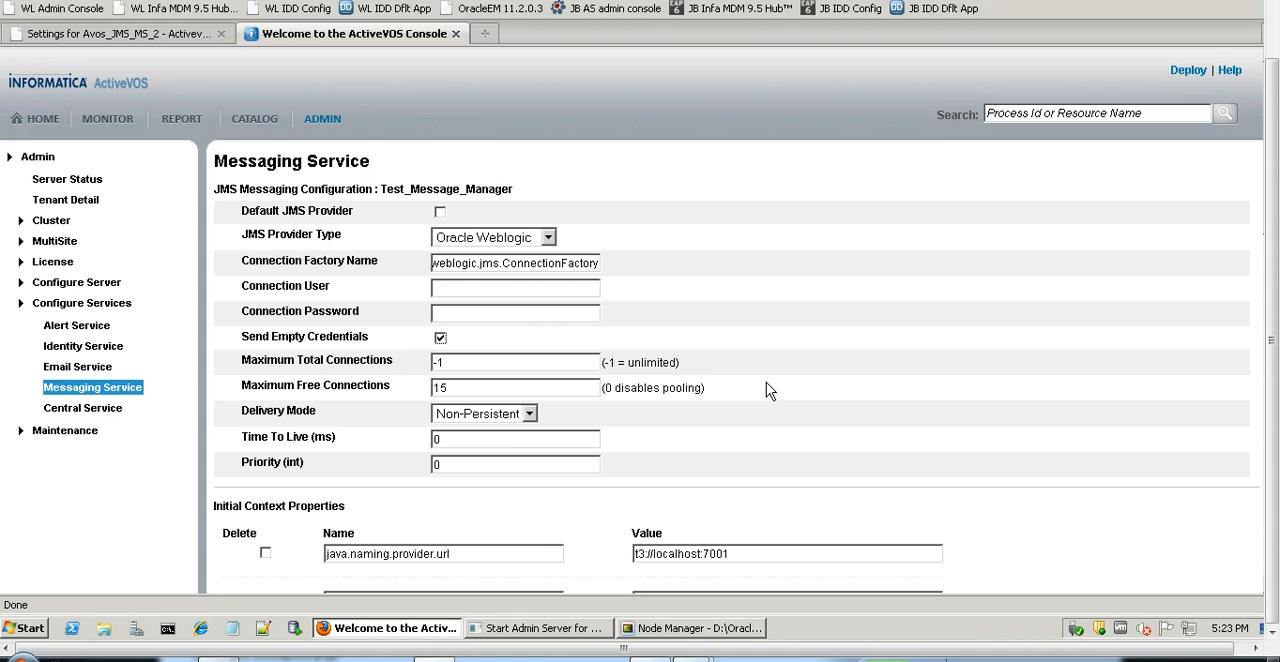 WL Admin Console WL Infa MDM 9.5 Hub... WL IDD Config WL IDD Dflt App OracleEM 11.2.0.3 JB AS admin console JB Infa MDM 9.5 Hub™ JB IDD Config JB IDD Dflt App
Settings for Avos_JMS_MS_2 - Activev... Welcome to the ActiveVOS Console
Deploy | Help
INFORMATICA ActiveVOS
HOME MONITOR REPORT CATALOG ADMIN Search: Process Id or Resource Name
Admin
Server Status
Tenant Detail
Cluster
MultiSite
License
Configure Server
Configure Services
Alert Service
Identity Service
Email Service
Messaging Service
Central Service
Maintenance
Messaging Service
JMS Messaging Configuration : Test_Message_Manager
Default JMS Provider
JMS Provider Type Oracle Weblogic
Connection Factory Name weblogic.jms.ConnectionFactory
Connection User
Connection Password
Send Empty Credentials
Maximum Total Connections -1 (-1 = unlimited)
Maximum Free Connections 15 (0 disables pooling)
Delivery Mode Non-Persistent
Time To Live (ms) 0
Priority (int) 0
Initial Context Properties
Delete Name Value
java.naming.provider.url t3://localhost:7001
Done
Start Welcome to the Activ... Start Admin Server for ... Node Manager - D:\Oracl... 5:23 PM